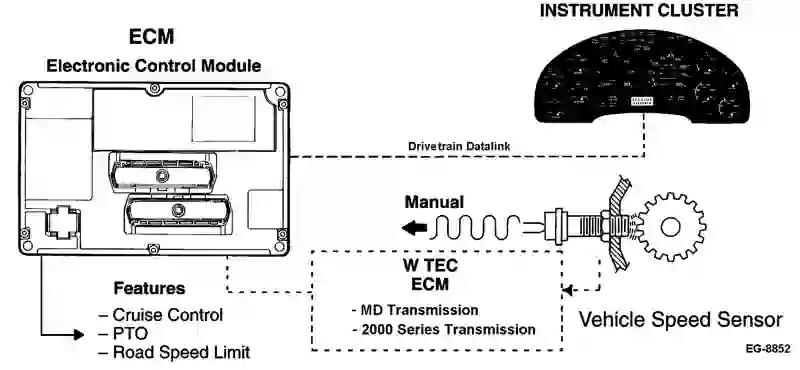 INSTRUMENT CLUSTER
ECM
Electronic Control Module
Drivetrain Datalink
Manual
W TEC
ECM
- MD Transmission
- 2000 Series Transmission
Features
– Cruise Control
– PTO
– Road Speed Limit
Vehicle Speed Sensor
EG-8852